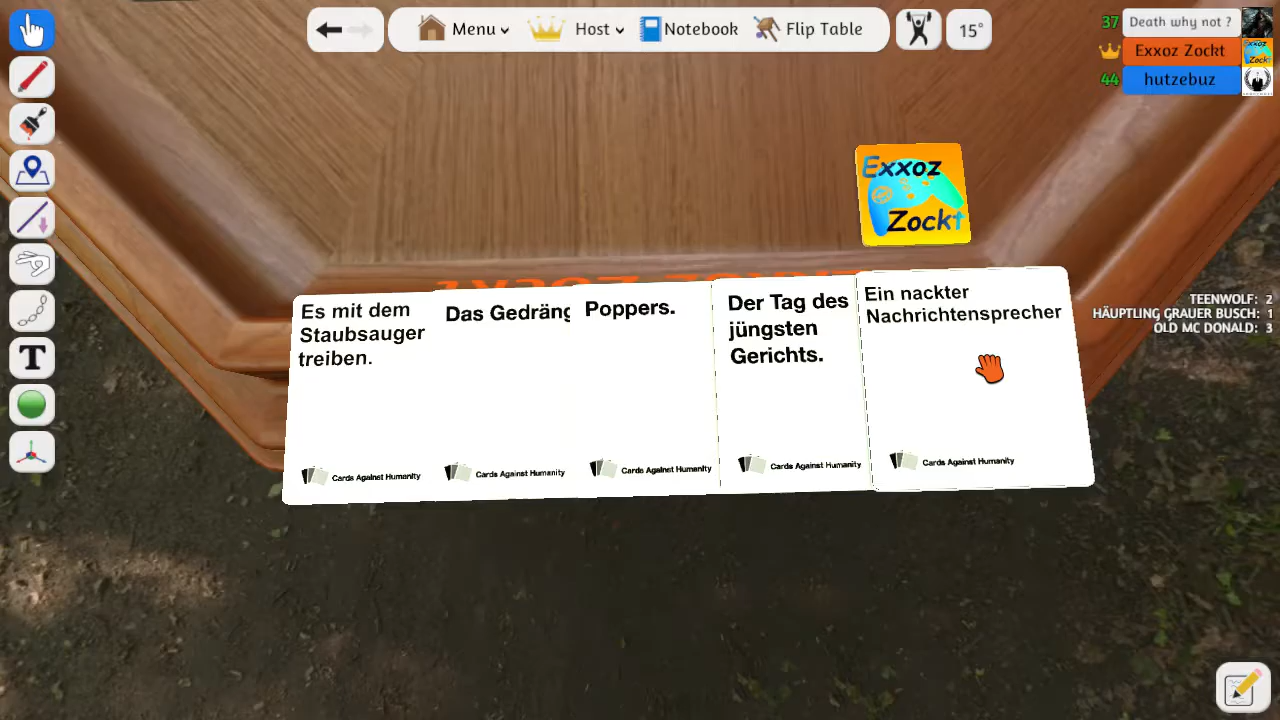 Menu
Host
Notebook
Flip Table
15°
37 Death why not ?
Exxoz Zockt
44 hutzebuz
Exxoz
Zockt
TEENWOLF: 2
HÄUPTLING GRAUER BUSCH: 1
OLD MC DONALD: 3
Es mit dem
Staubsauger
treiben.
Cards Against Humanity
Das Gedräng
Cards Against Humanity
Poppers.
Cards Against Humanity
Der Tag des
jüngsten
Gerichts.
Cards Against Humanity
Ein nackter
Nachrichtensprecher
Cards Against Humanity
T